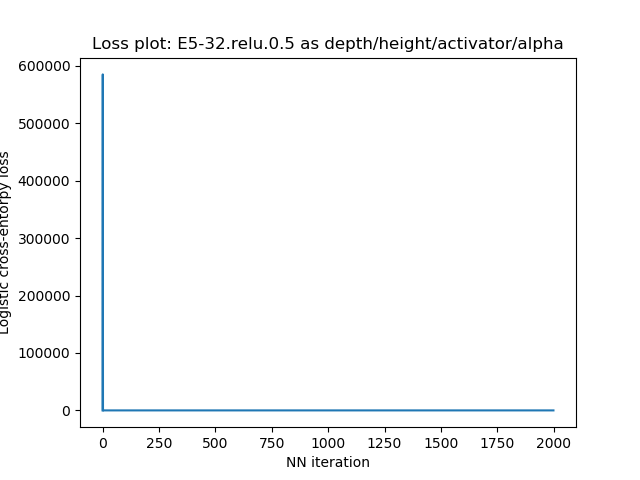 Loss plot: E5-32.relu.0.5 as depth/height/activator/alpha
600000
500000
400000
300000
200000
100000
0
Logistic cross-entorpy loss
0 250 500 750 1000 1250 1500 1750 2000
NN iteration